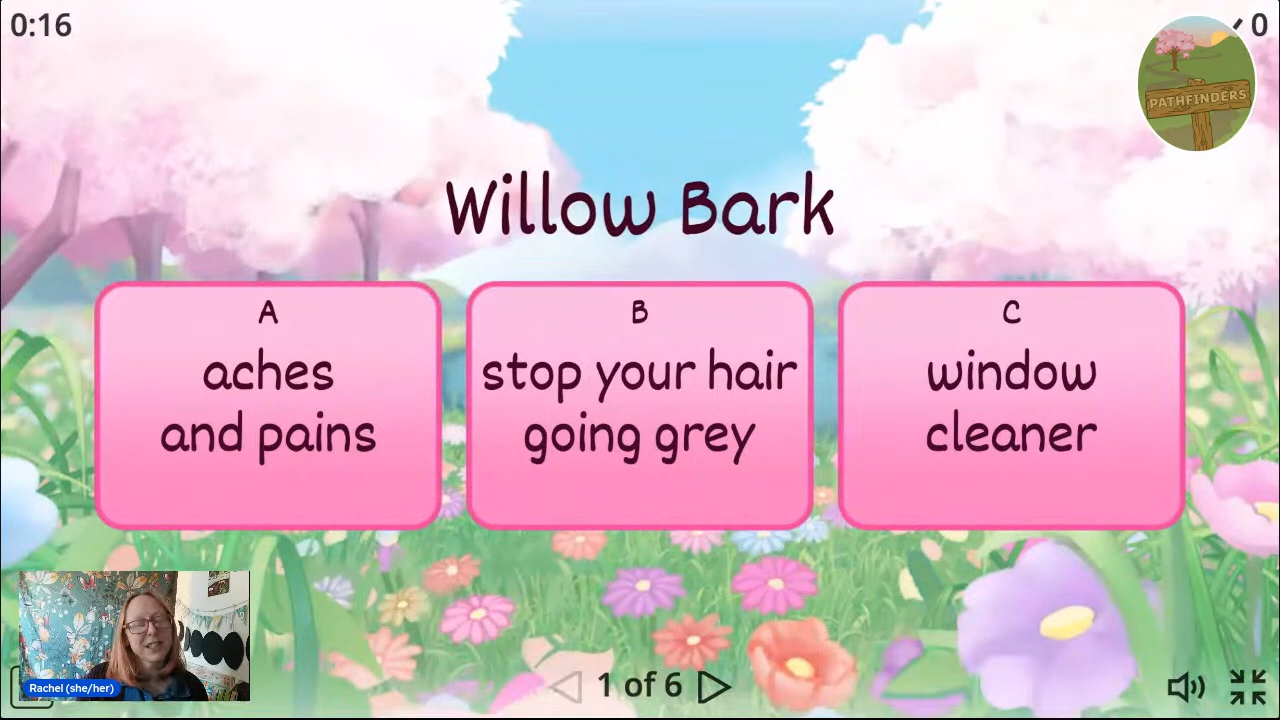 0:16
✓ 0
PATHFINDERS
Willow Bark
A
aches
and pains
B
stop your hair
going grey
C
window
cleaner
Rachel (she/her)
1 of 6